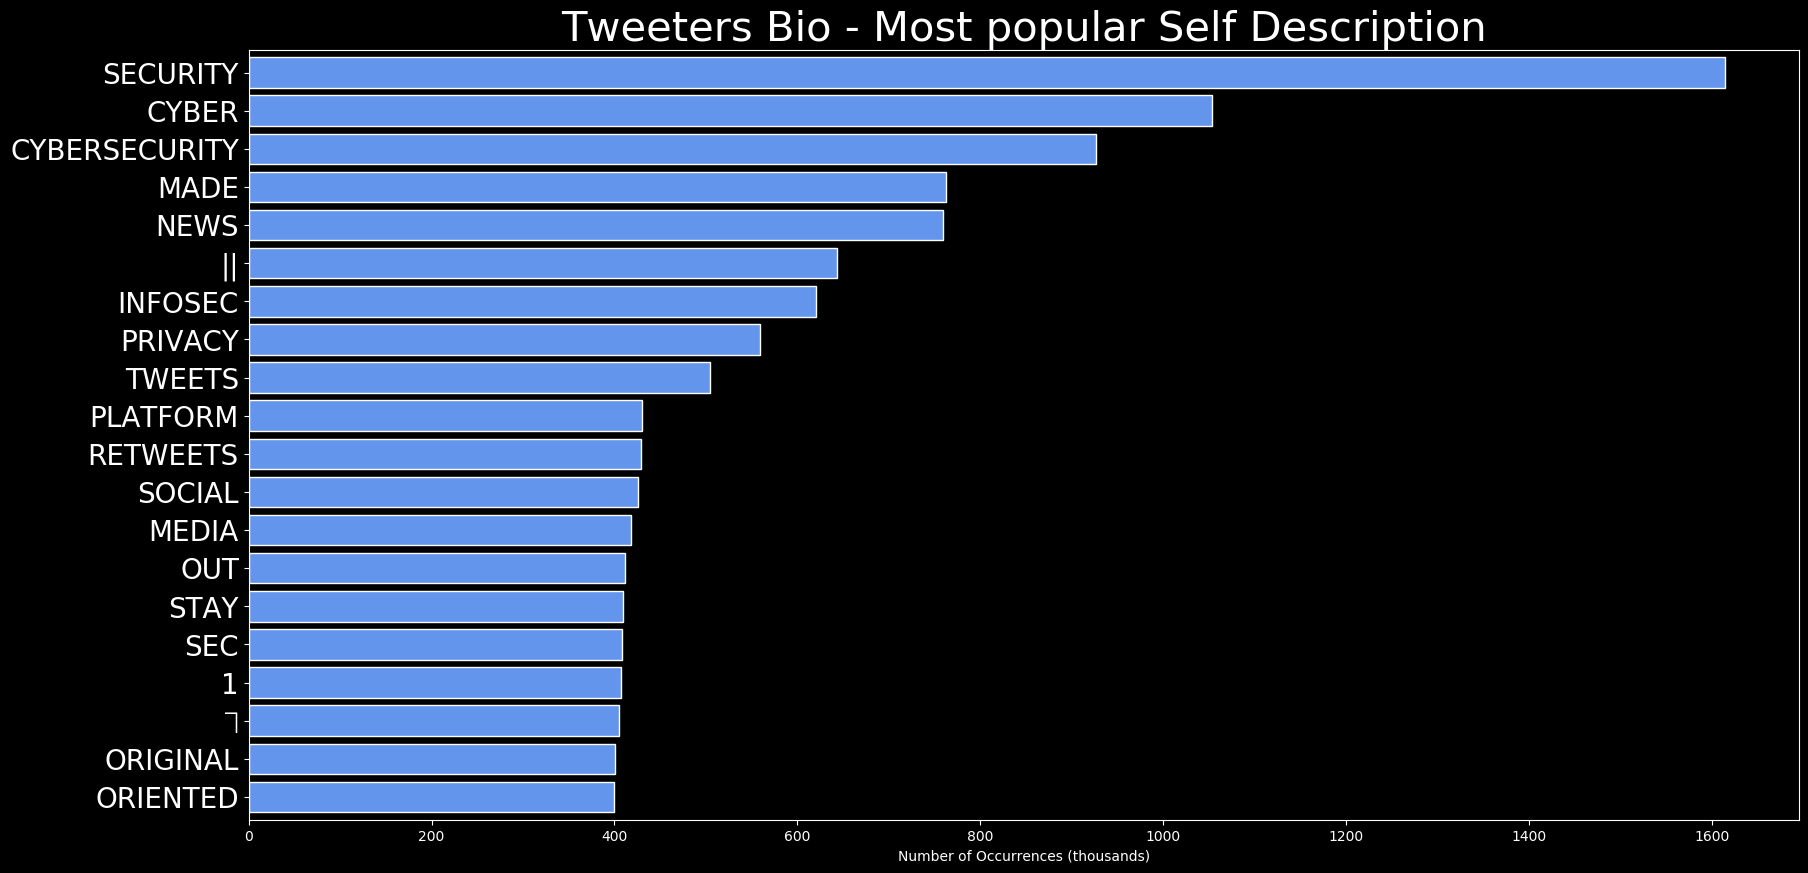 Tweeters Bio - Most popular Self Description
SECURITY
CYBER
CYBERSECURITY
MADE
NEWS
||
INFOSEC
PRIVACY
TWEETS
PLATFORM
RETWEETS
SOCIAL
MEDIA
OUT
STAY
SEC
1
ORIGINAL
ORIENTED
0 200 400 600 800 1000 1200 1400 1600
Number of Occurrences (thousands)